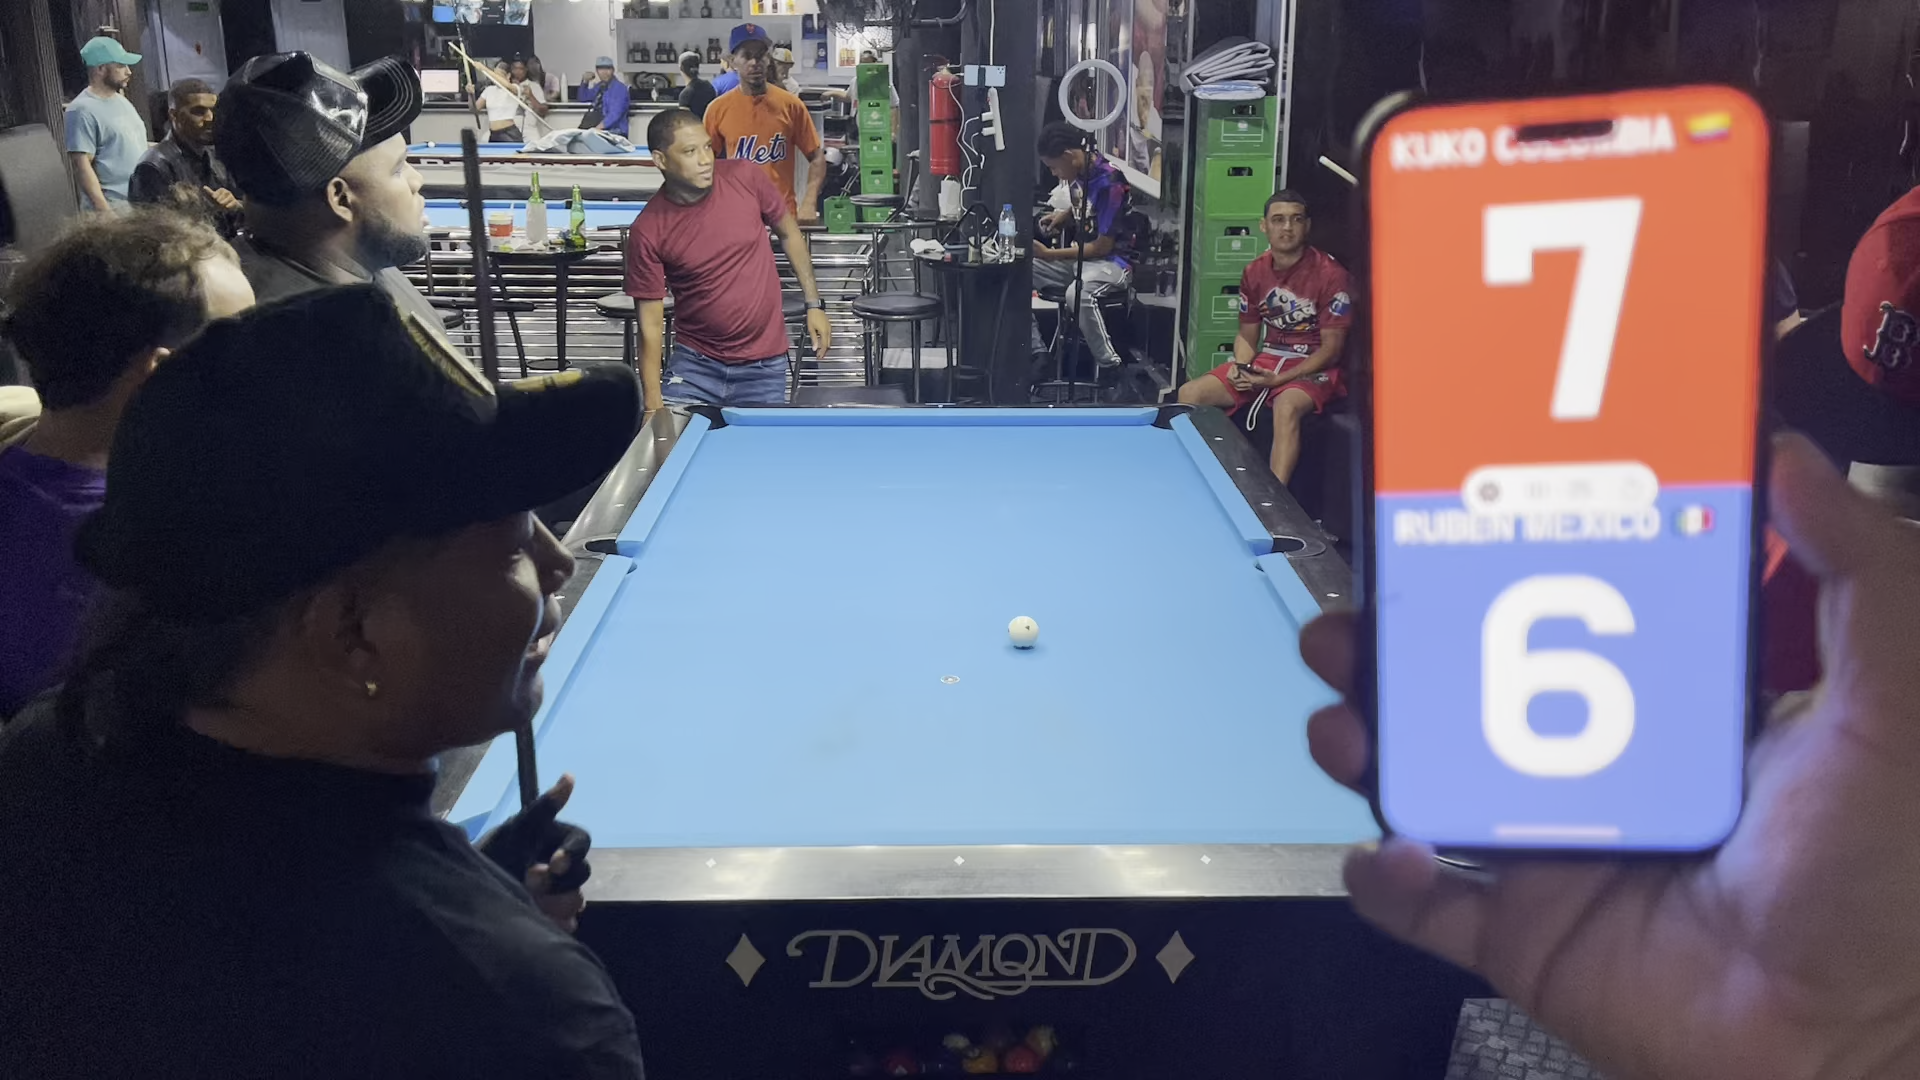 KUKO COLOMBIA
7
RUBEN MEXICO
6
Mets
B
DIAMOND